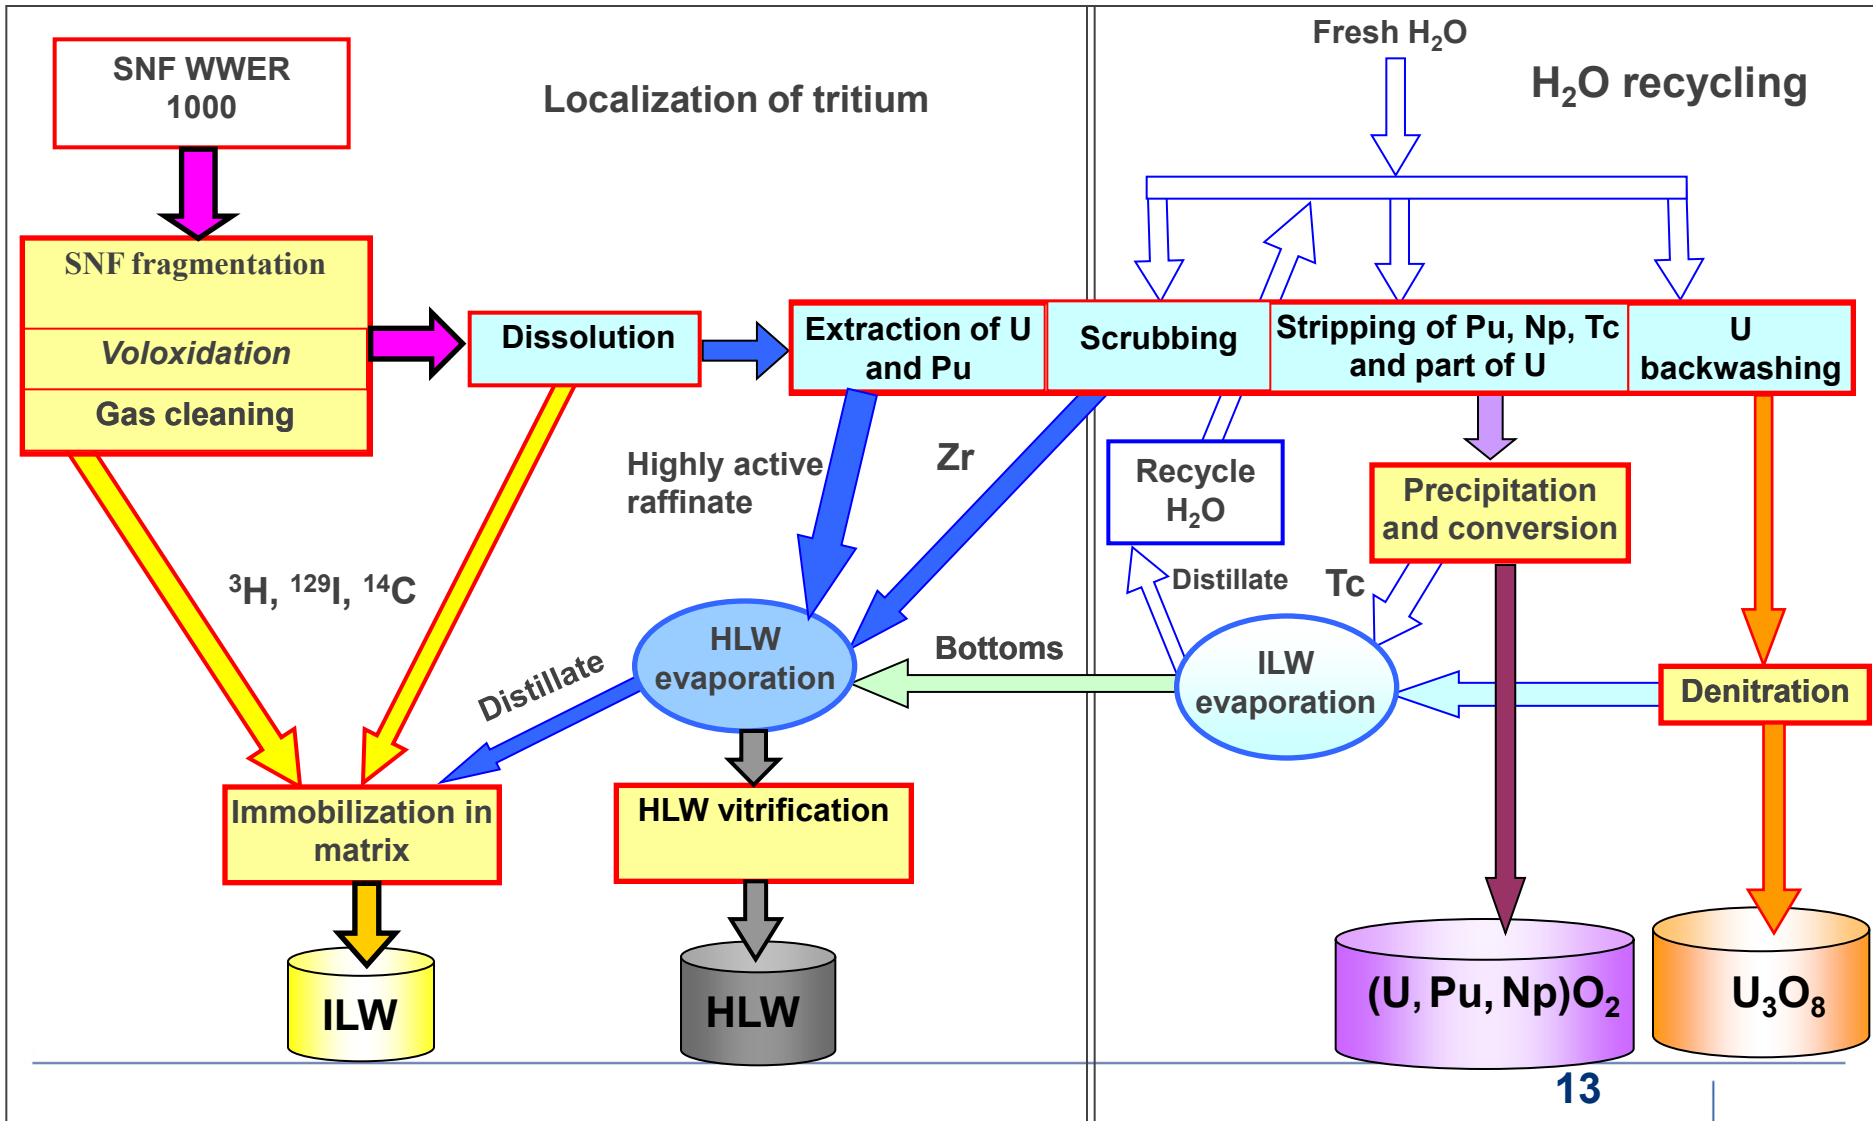 SNF WWER
1000
Localization of tritium
Fresh H₂O
H₂O recycling
SNF fragmentation
Voloxidation
Gas cleaning
Dissolution
Extraction of U
and Pu
Scrubbing
Stripping of Pu, Np, Tc
and part of U
U
backwashing
Highly active
raffinate
Zr
Recycle
H₂O
Precipitation
and conversion
³H, ¹²⁹I, ¹⁴C
Distillate
Tc
HLW
evaporation
Bottoms
ILW
evaporation
Denitration
Distillate
Immobilization in
matrix
HLW vitrification
ILW
HLW
(U, Pu, Np)O₂
U₃O₈
13